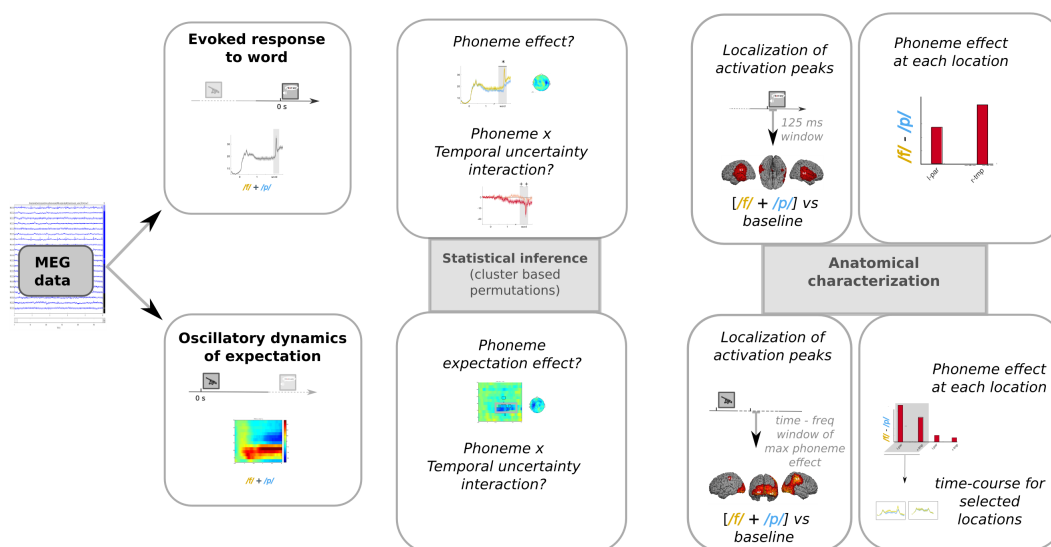 MEG
data
Evoked response
to word
0 s
/f/ + /p/
Oscillatory dynamics
of expectation
0 s
/f/ + /p/
Phoneme effect?
Phoneme x
Temporal uncertainty
interaction?
Statistical inference
(cluster based
permutations)
Phoneme
expectation effect?
Phoneme x
Temporal uncertainty
interaction?
Localization of
activation peaks
125 ms
window
[/f/ + /p/] vs
baseline
Phoneme effect
at each location
/f/ - /p/
l-par
r-tmp
Anatomical
characterization
Localization of
activation peaks
time - freq
window of
max phoneme
effect
[/f/ + /p/] vs
baseline
Phoneme effect
at each location
/f/ - /p/
time-course for
selected
locations